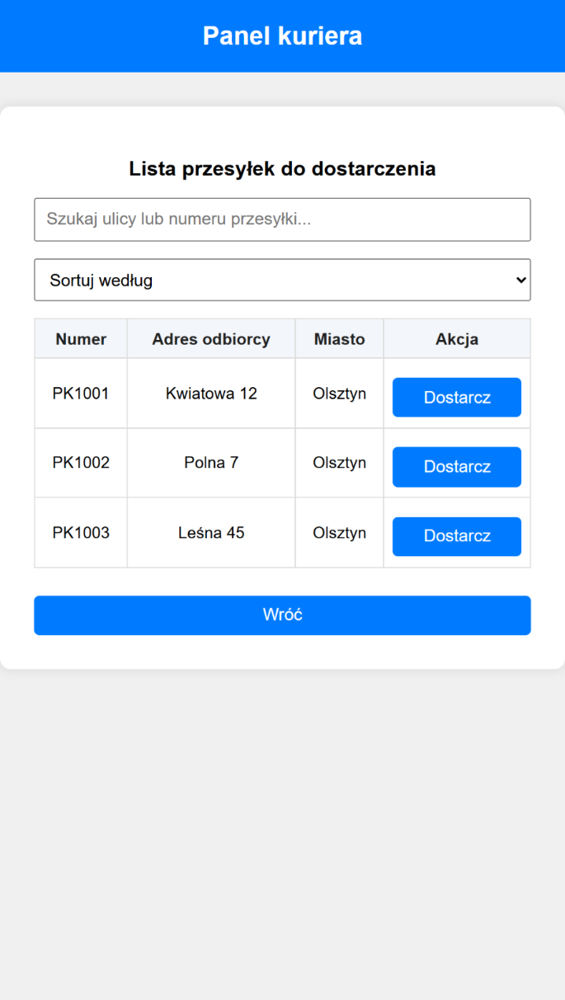 Panel kuriera
Lista przesyłek do dostarczenia
Szukaj ulicy lub numeru przesyłki...
Sortuj według
Numer Adres odbiorcy Miasto Akcja
PK1001 Kwiatowa 12 Olsztyn Dostarcz
PK1002 Polna 7 Olsztyn Dostarcz
PK1003 Leśna 45 Olsztyn Dostarcz
Wróć